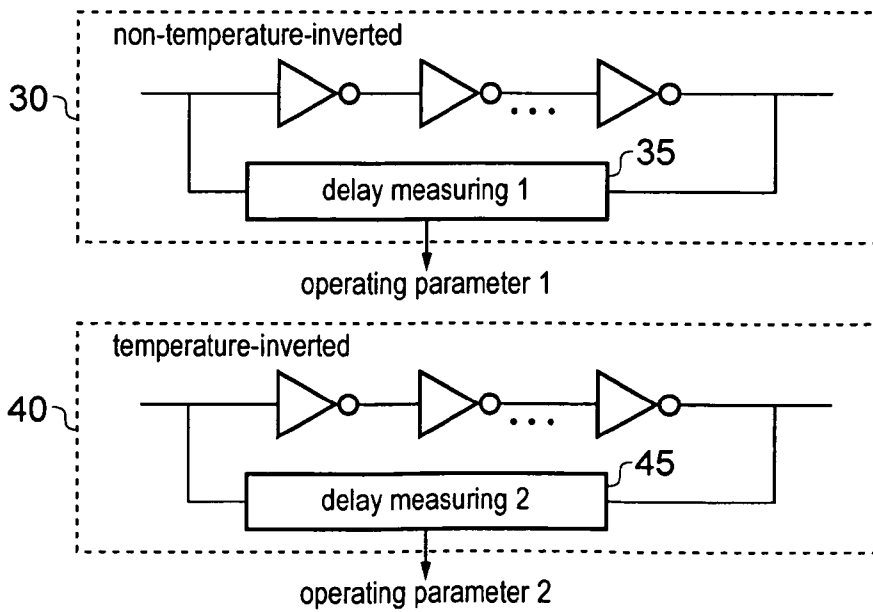 non-temperature-inverted
30
35
delay measuring 1
operating parameter 1
temperature-inverted
40
45
delay measuring 2
operating parameter 2